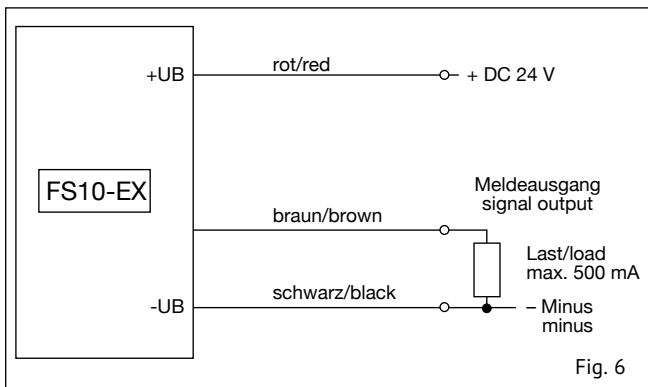 +UB
rot/red
+ DC 24 V
FS10-EX
Meldeausgang
signal output
braun/brown
Last/load
max. 500 mA
schwarz/black
-UB
– Minus
minus
Fig. 6